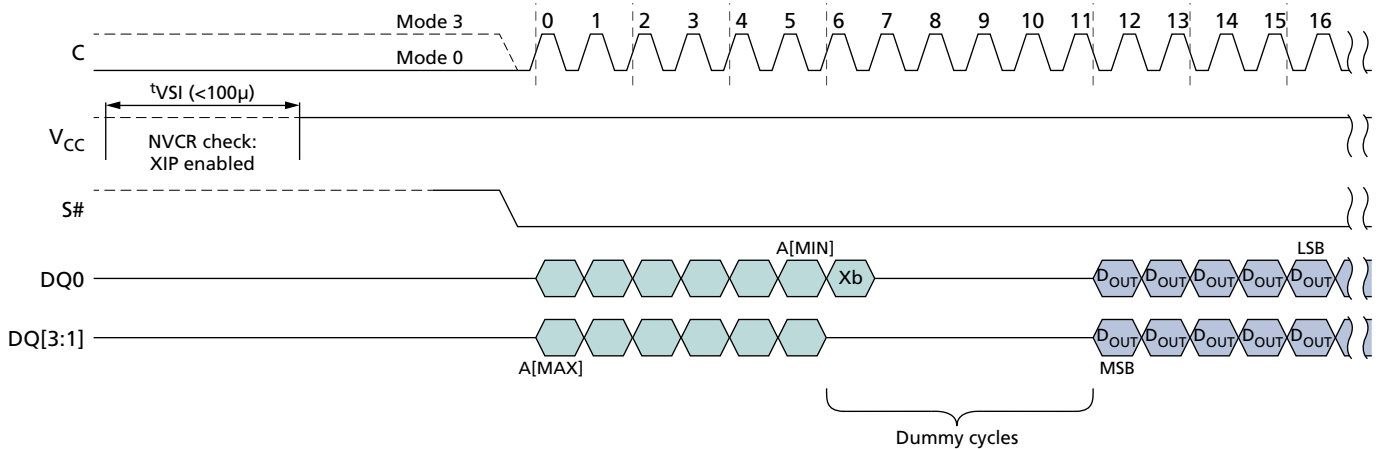 Mode 3 0 1 2 3 4 5 6 7 8 9 10 11 12 13 14 15 16
C
Mode 0
tVSI (<100μ)
VCC
NVCR check:
XIP enabled
S#
A[MIN] LSB
DQ0 Xb DOUT DOUT DOUT DOUT DOUT
DQ[3:1] DOUT DOUT DOUT DOUT DOUT
A[MAX] MSB
Dummy cycles